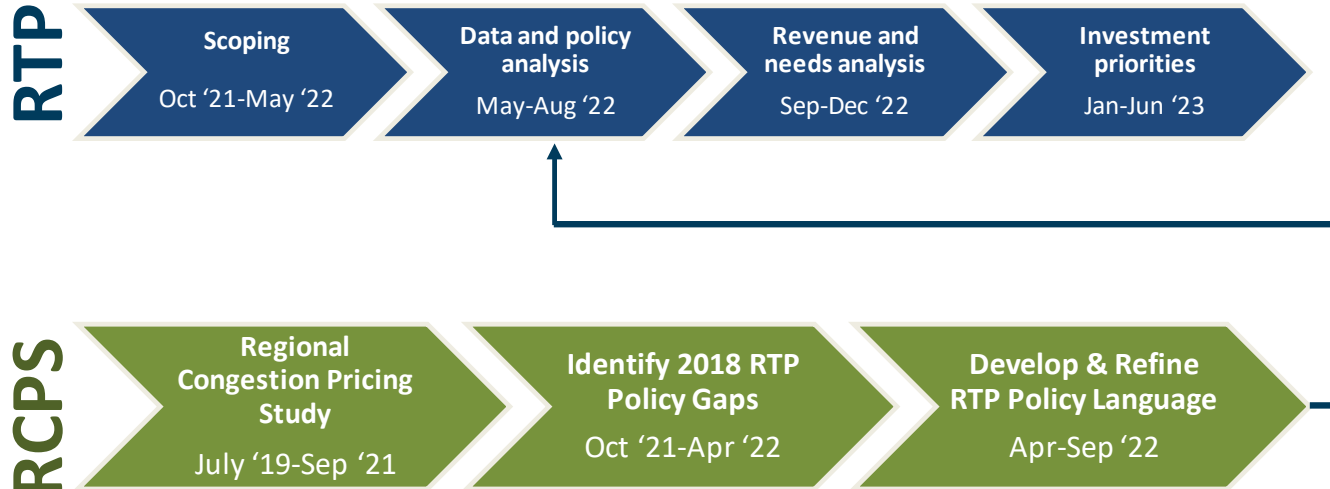 RTP
Scoping
Oct ‘21-May ‘22
Data and policy
analysis
May-Aug ‘22
Revenue and
needs analysis
Sep-Dec ‘22
Investment
priorities
Jan-Jun ‘23
RCPS
Regional
Congestion Pricing
Study
July ‘19-Sep ‘21
Identify 2018 RTP
Policy Gaps
Oct ‘21-Apr ‘22
Develop & Refine
RTP Policy Language
Apr-Sep ‘22